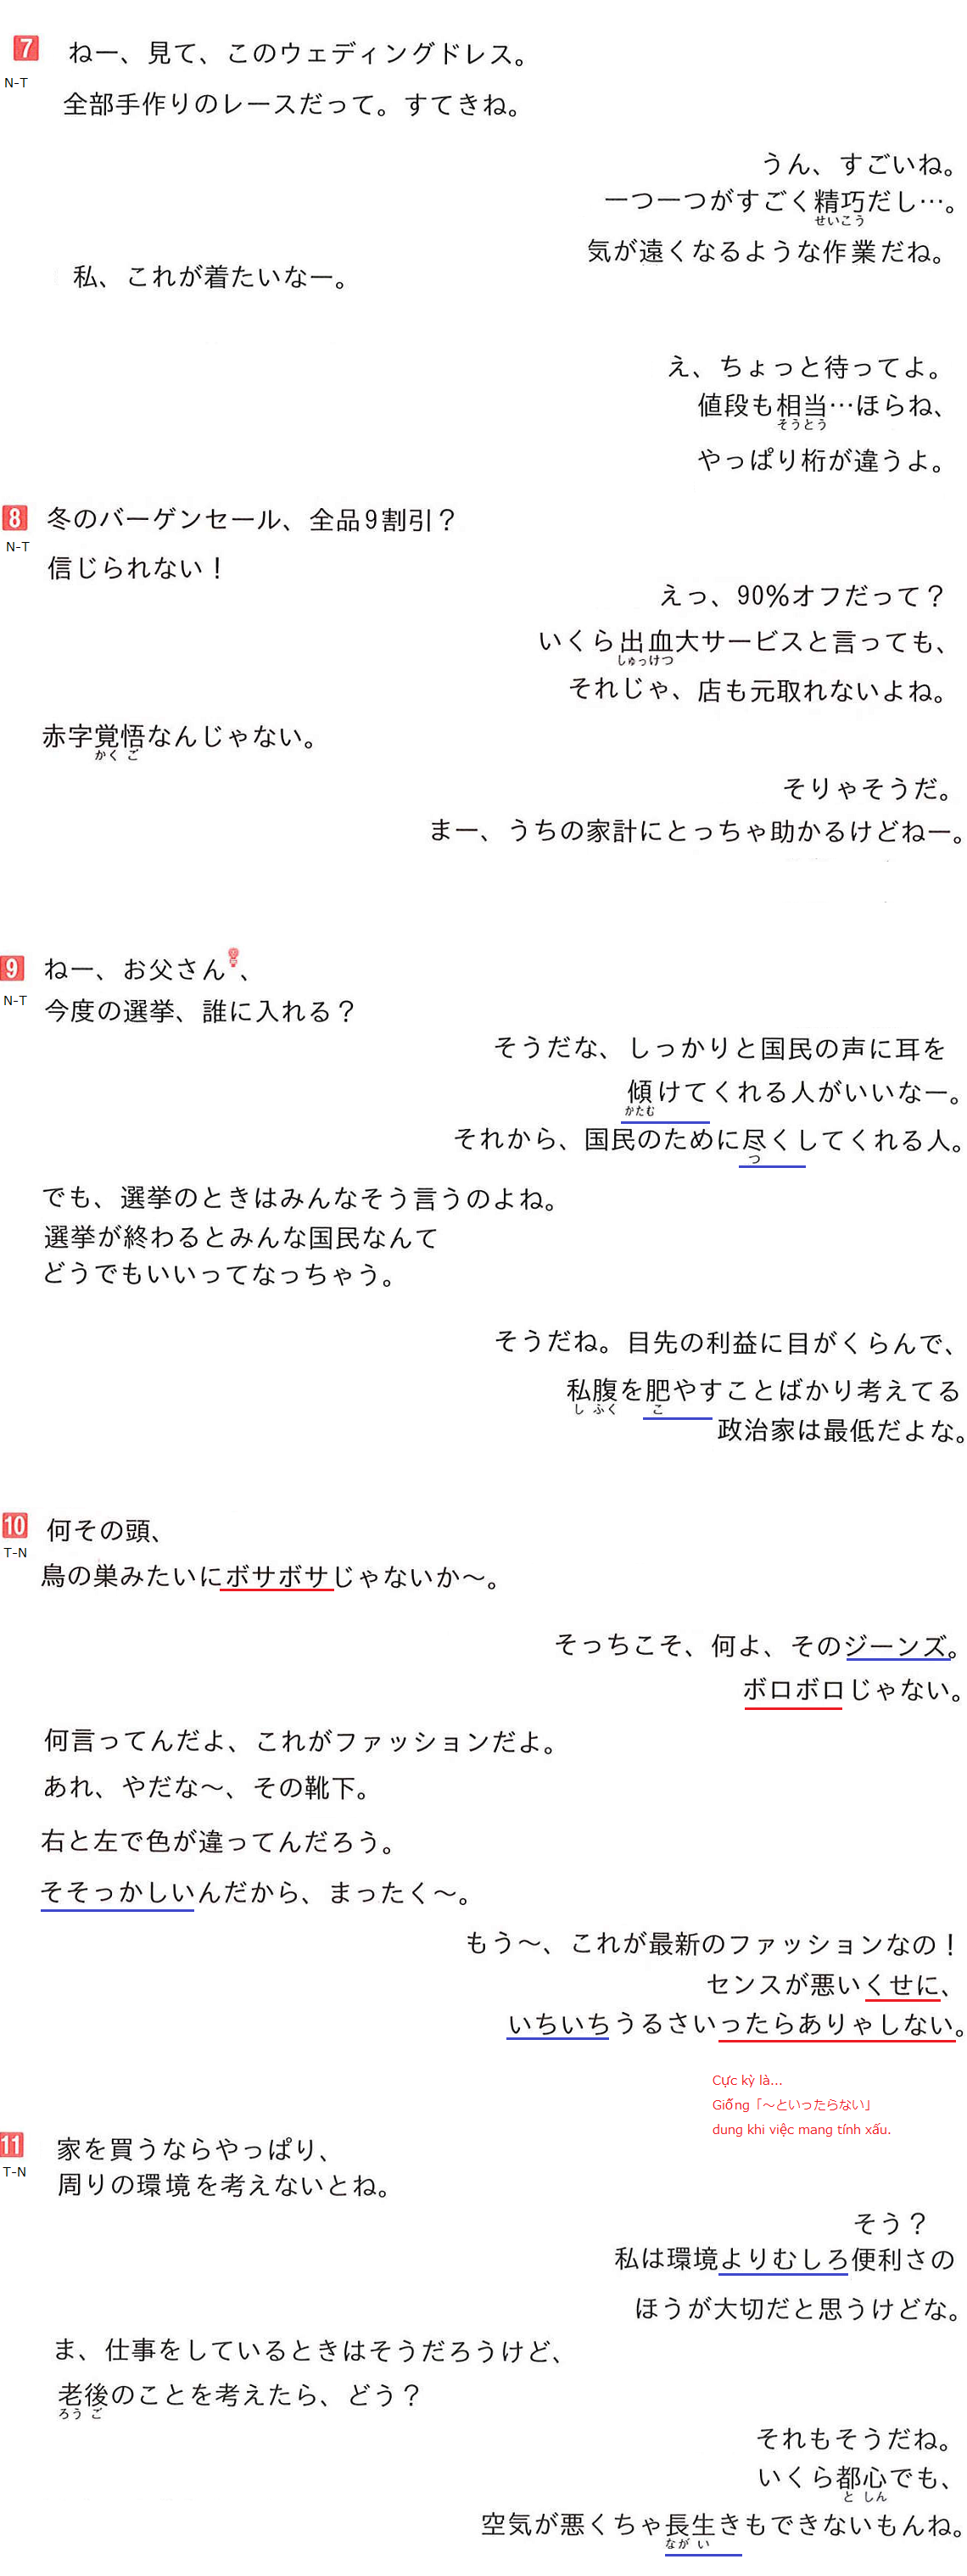 7 ねー、見て、このウェディングドレス。
N-T
全部手作りのレースだって。すてきね。
うん、すごいね。
一つ一つがすごく精巧だし…。
せいこう
気が遠くなるような作業だね。
私、これが着たいなー。
え、ちょっと待ってよ。
値段も相当…ほらね、
そうとう
やっぱり桁が違うよ。
8 冬のバーゲンセール、全品9割引？
N-T
信じられない！
えっ、90％オフだって？
いくら出血大サービスと言っても、
しゅっけつ
それじゃ、店も元取れないよね。
赤字覚悟なんじゃない。
かくご
そりゃそうだ。
まー、うちの家計にとっちゃ助かるけどねー。
9 ねー、お父さん、
N-T
今度の選挙、誰に入れる？
そうだな、しっかりと国民の声に耳を
傾けてくれる人がいいなー。
かたむ
それから、国民のために尽くしてくれる人。
つ
でも、選挙のときはみんなそう言うのよね。
選挙が終わるとみんな国民なんて
どうでもいいってなっちゃう。
そうだね。目先の利益に目がくらんで、
私腹を肥やすことばかり考えてる
しふく こ
政治家は最低だよな。
10 何その頭、
T-N
鳥の巣みたいにボサボサじゃないか～。
そっちこそ、何よ、そのジーンズ。
ボロボロじゃない。
何言ってんだよ、これがファッションだよ。
あれ、やだな～、その靴下。
右と左で色が違ってんだろう。
そそっかしいんだから、まったく～。
もう～、これが最新のファッションなの！
センスが悪いくせに、
いちいちうるさいったらありゃしない。
Cực kỳ là...
Giống「～といったらない」
dung khi việc mang tính xấu.
11 家を買うならやっぱり、
T-N
周りの環境を考えないとね。
そう？
私は環境よりむしろ便利さの
ほうが大切だと思うけどな。
ま、仕事をしているときはそうだろうけど、
老後のことを考えたら、どう？
ろうご
それもそうだね。
いくら都心でも、
としん
空気が悪くちゃ長生きもできないもんね。
ながい